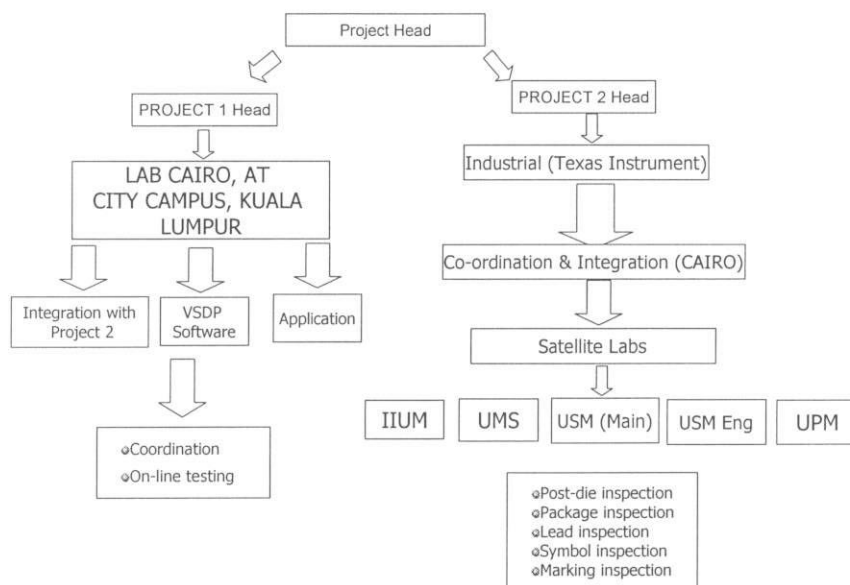 Project Head
PROJECT 1 Head
PROJECT 2 Head
LAB CAIRO, AT
CITY CAMPUS, KUALA
LUMPUR
Industrial (Texas Instrument)
Co-ordination & Integration (CAIRO)
Integration with
Project 2
VSDP
Software
Application
Satellite Labs
IIUM
UMS
USM (Main)
USM Eng
UPM
Coordination
On-line testing
Post-die inspection
Package inspection
Lead inspection
Symbol inspection
Marking inspection